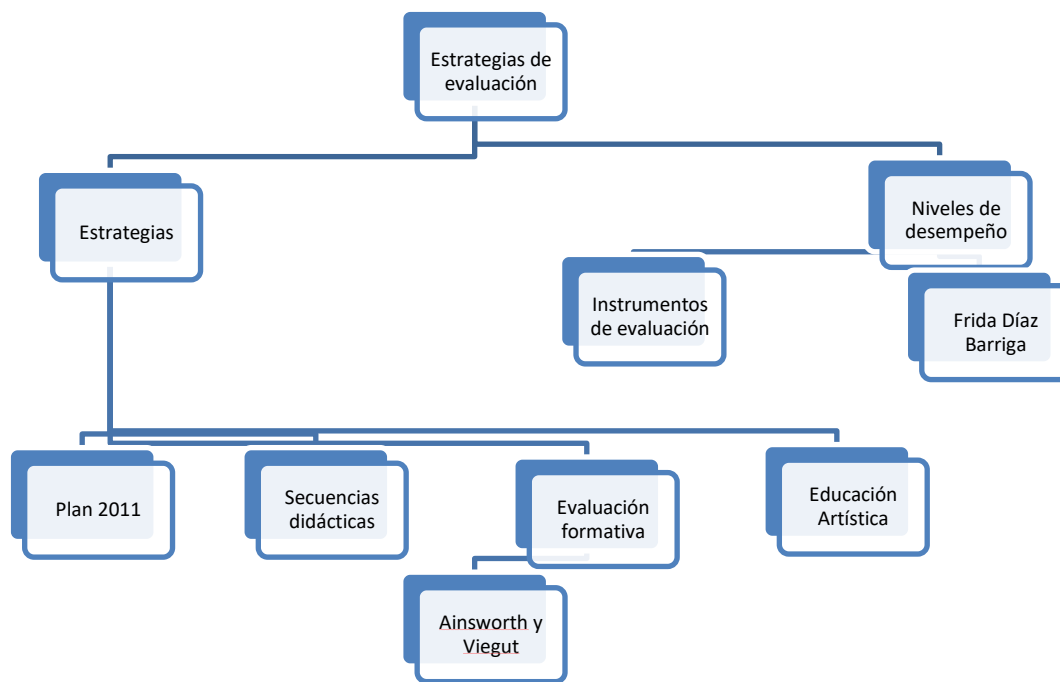 Estrategias de
evaluación
Estrategias
Niveles de
desempeño
Instrumentos
de evaluación
Frida Díaz
Barriga
Plan 2011
Secuencias
didácticas
Evaluación
formativa
Educación
Artística
Ainsworth y
Viegut